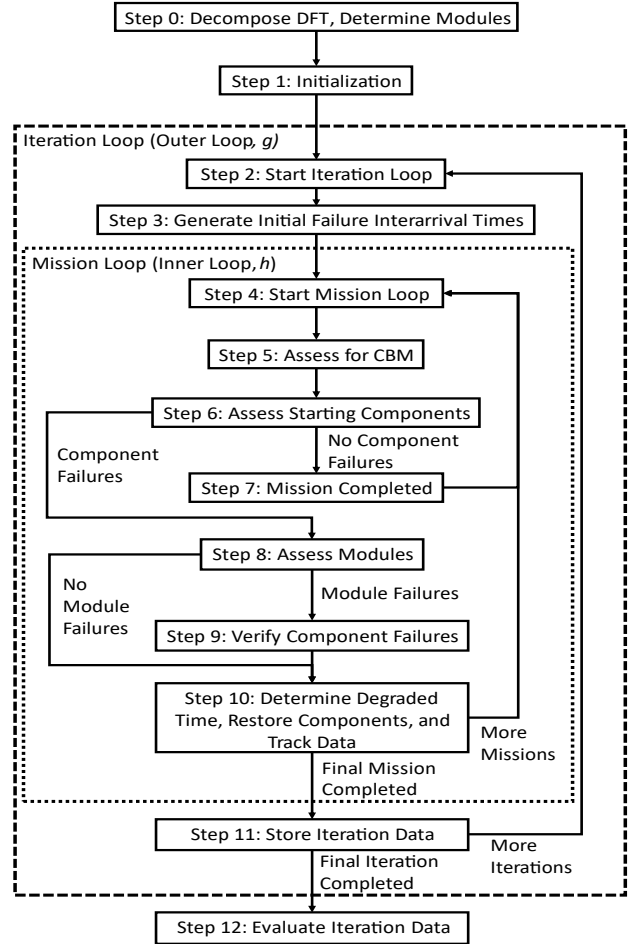 Step 0: Decompose DFT, Determine Modules
Step 1: Initialization
Iteration Loop (Outer Loop, g)
Step 2: Start Iteration Loop
Step 3: Generate Initial Failure Interarrival Times
Mission Loop (Inner Loop, h)
Step 4: Start Mission Loop
Step 5: Assess for CBM
Step 6: Assess Starting Components
Component
Failures
No Component
Failures
Step 7: Mission Completed
Step 8: Assess Modules
No
Module
Failures
Module Failures
Step 9: Verify Component Failures
Step 10: Determine Degraded
Time, Restore Components, and
Track Data
More
Missions
Final Mission
Completed
Step 11: Store Iteration Data
More
Iterations
Final Iteration
Completed
Step 12: Evaluate Iteration Data